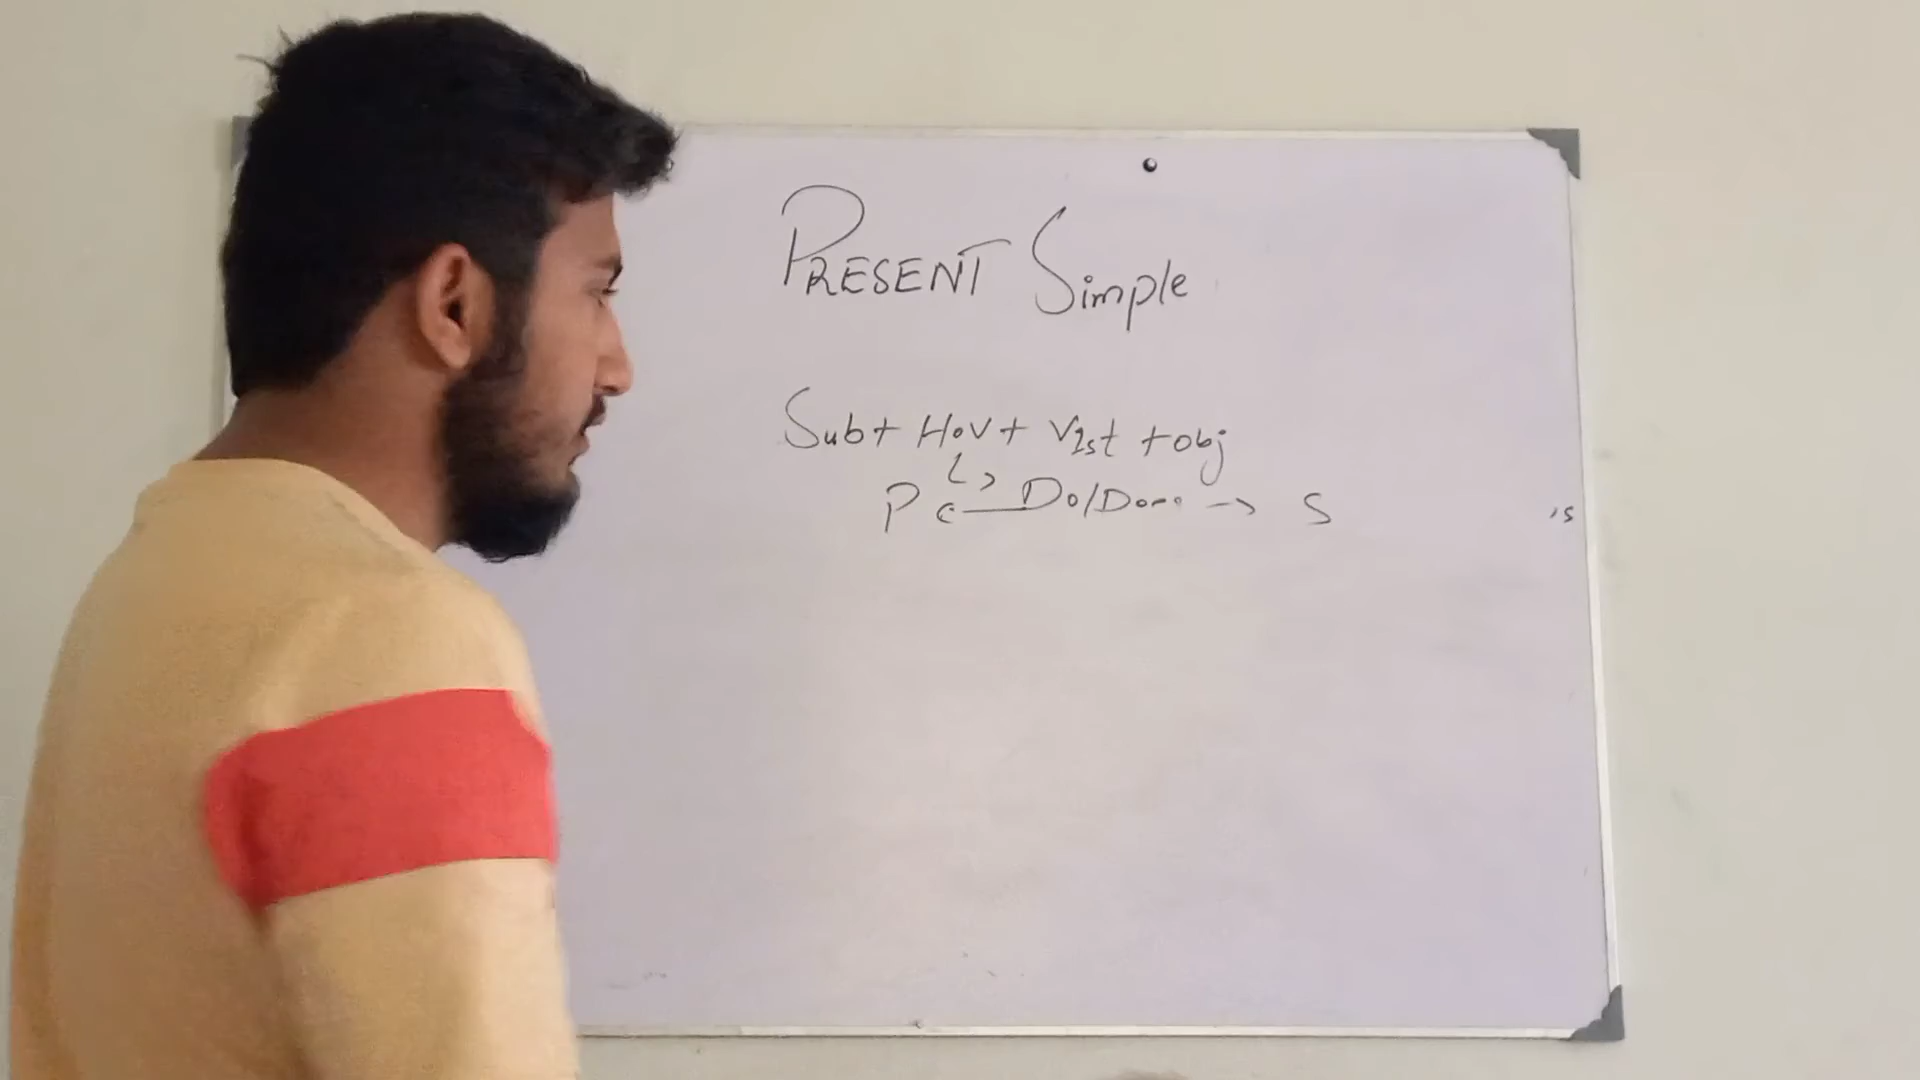 PRESENT Simple
Sub+ H.V+ V1st +obj
P ← Do/Does → S
's